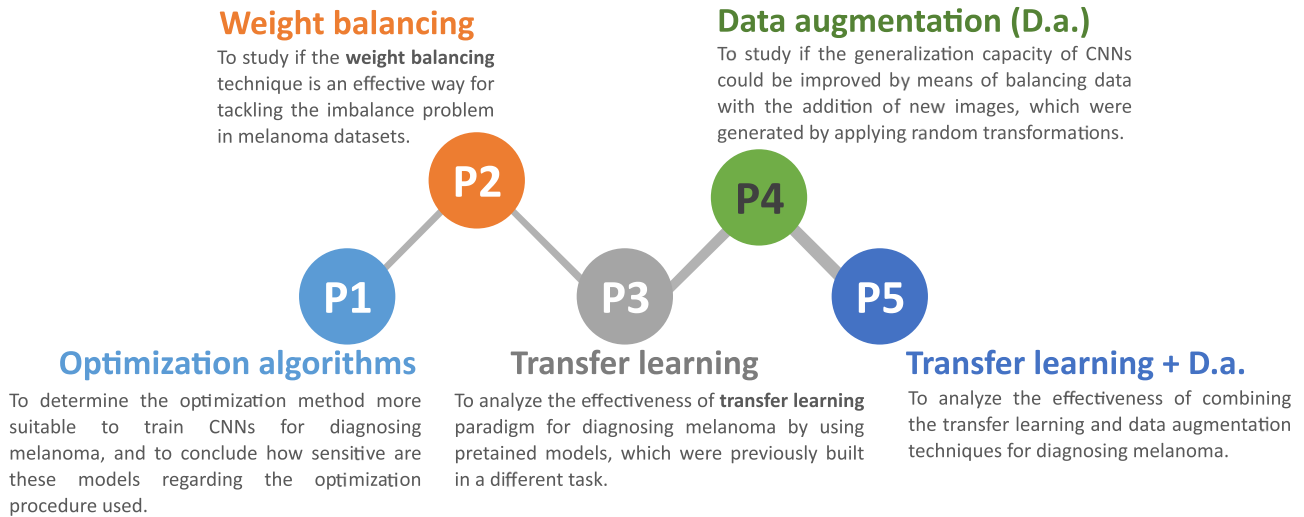 Weight balancing
To study if the weight balancing
technique is an effective way for
tackling the imbalance problem
in melanoma datasets.
Data augmentation (D.a.)
To study if the generalization capacity of CNNs
could be improved by means of balancing data
with the addition of new images, which were
generated by applying random transformations.
P2
P4
P1
P3
P5
Optimization algorithms
To determine the optimization method more
suitable to train CNNs for diagnosing
melanoma, and to conclude how sensitive are
these models regarding the optimization
procedure used.
Transfer learning
To analyze the effectiveness of transfer learning
paradigm for diagnosing melanoma by using
pretained models, which were previously built
in a different task.
Transfer learning + D.a.
To analyze the effectiveness of combining
the transfer learning and data augmentation
techniques for diagnosing melanoma.